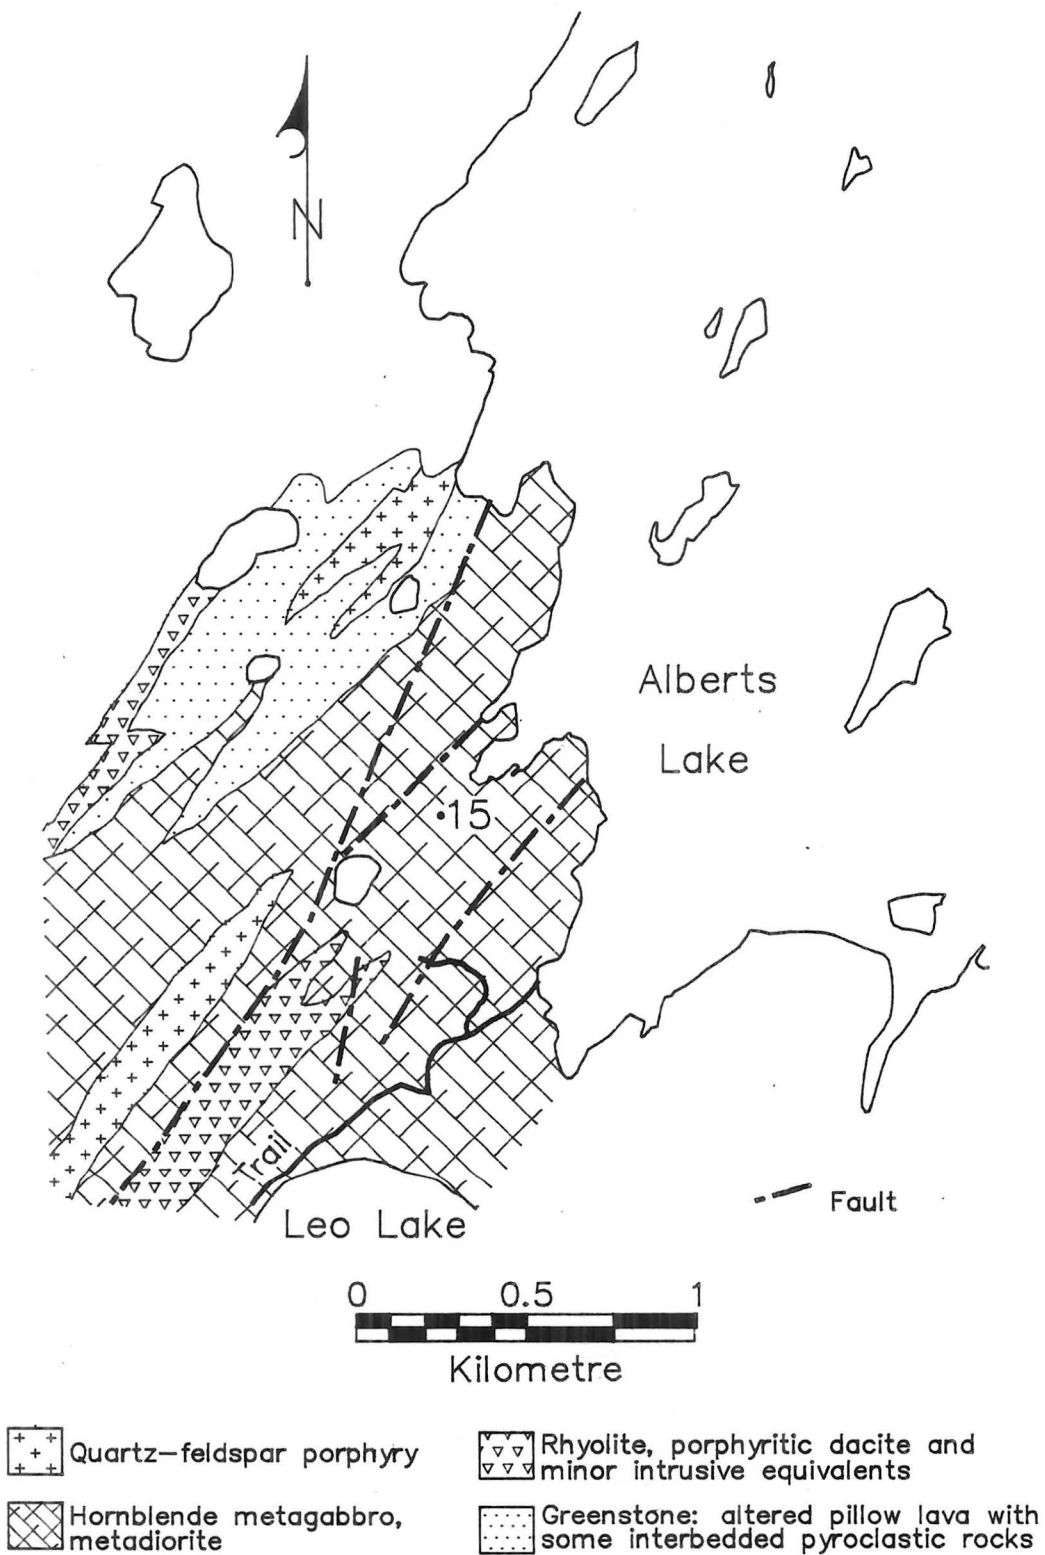 N
Alberts
Lake
15
Trail
Fault
Leo Lake
0 0.5 1
Kilometre
Quartz-feldspar porphyry
Rhyolite, porphyritic dacite and
minor intrusive equivalents
Hornblende metagabbro,
metadiorite
Greenstone: altered pillow lava with
some interbedded pyroclastic rocks